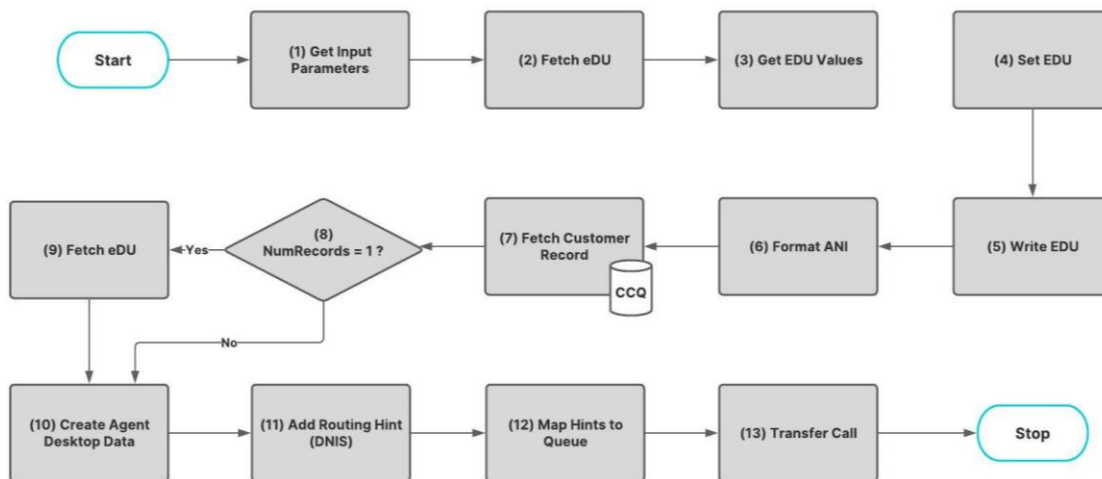 Start
(1) Get Input
Parameters
(2) Fetch eDU
(3) Get EDU Values
(4) Set EDU
(9) Fetch eDU
Yes
(8)
NumRecords = 1 ?
(7) Fetch Customer
Record
CCQ
(6) Format ANI
(5) Write EDU
No
(10) Create Agent
Desktop Data
(11) Add Routing Hint
(DNIS)
(12) Map Hints to
Queue
(13) Transfer Call
Stop